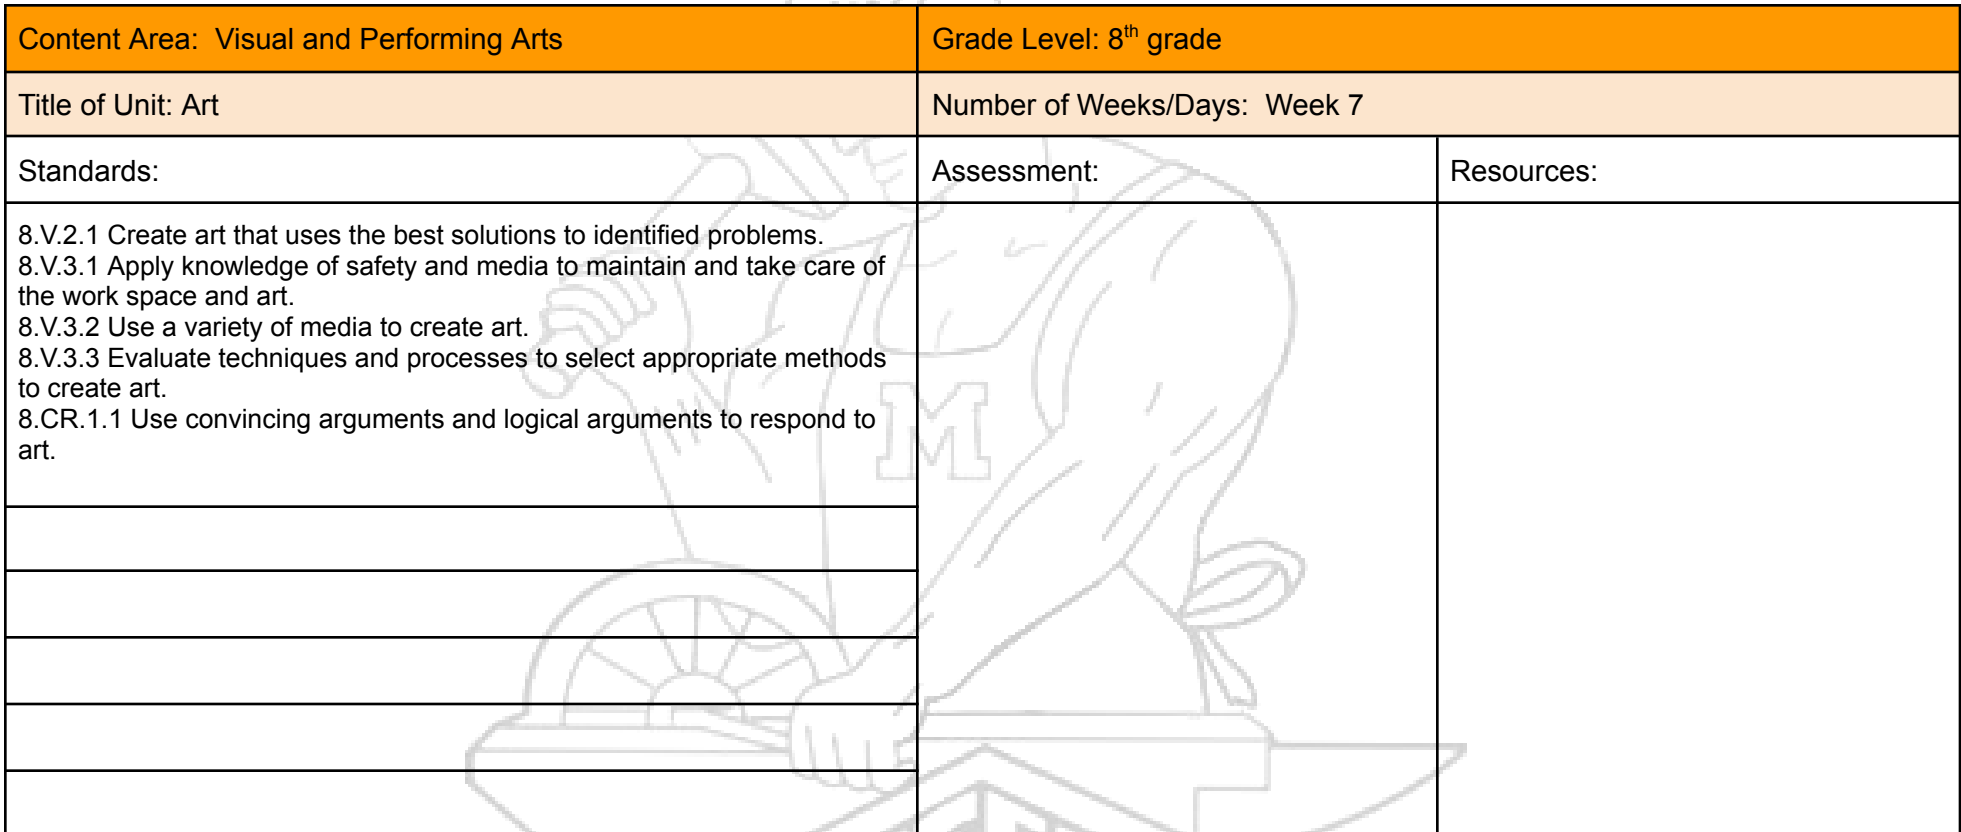 Content Area:  Visual and Performing Arts
Grade Level: 8th grade
Title of Unit: Art
Number of Weeks/Days:  Week 7
Standards:
Assessment:
Resources:
8.V.2.1 Create art that uses the best solutions to identified problems.
8.V.3.1 Apply knowledge of safety and media to maintain and take care of
the work space and art.
8.V.3.2 Use a variety of media to create art.
8.V.3.3 Evaluate techniques and processes to select appropriate methods
to create art.
8.CR.1.1 Use convincing arguments and logical arguments to respond to
art.
M